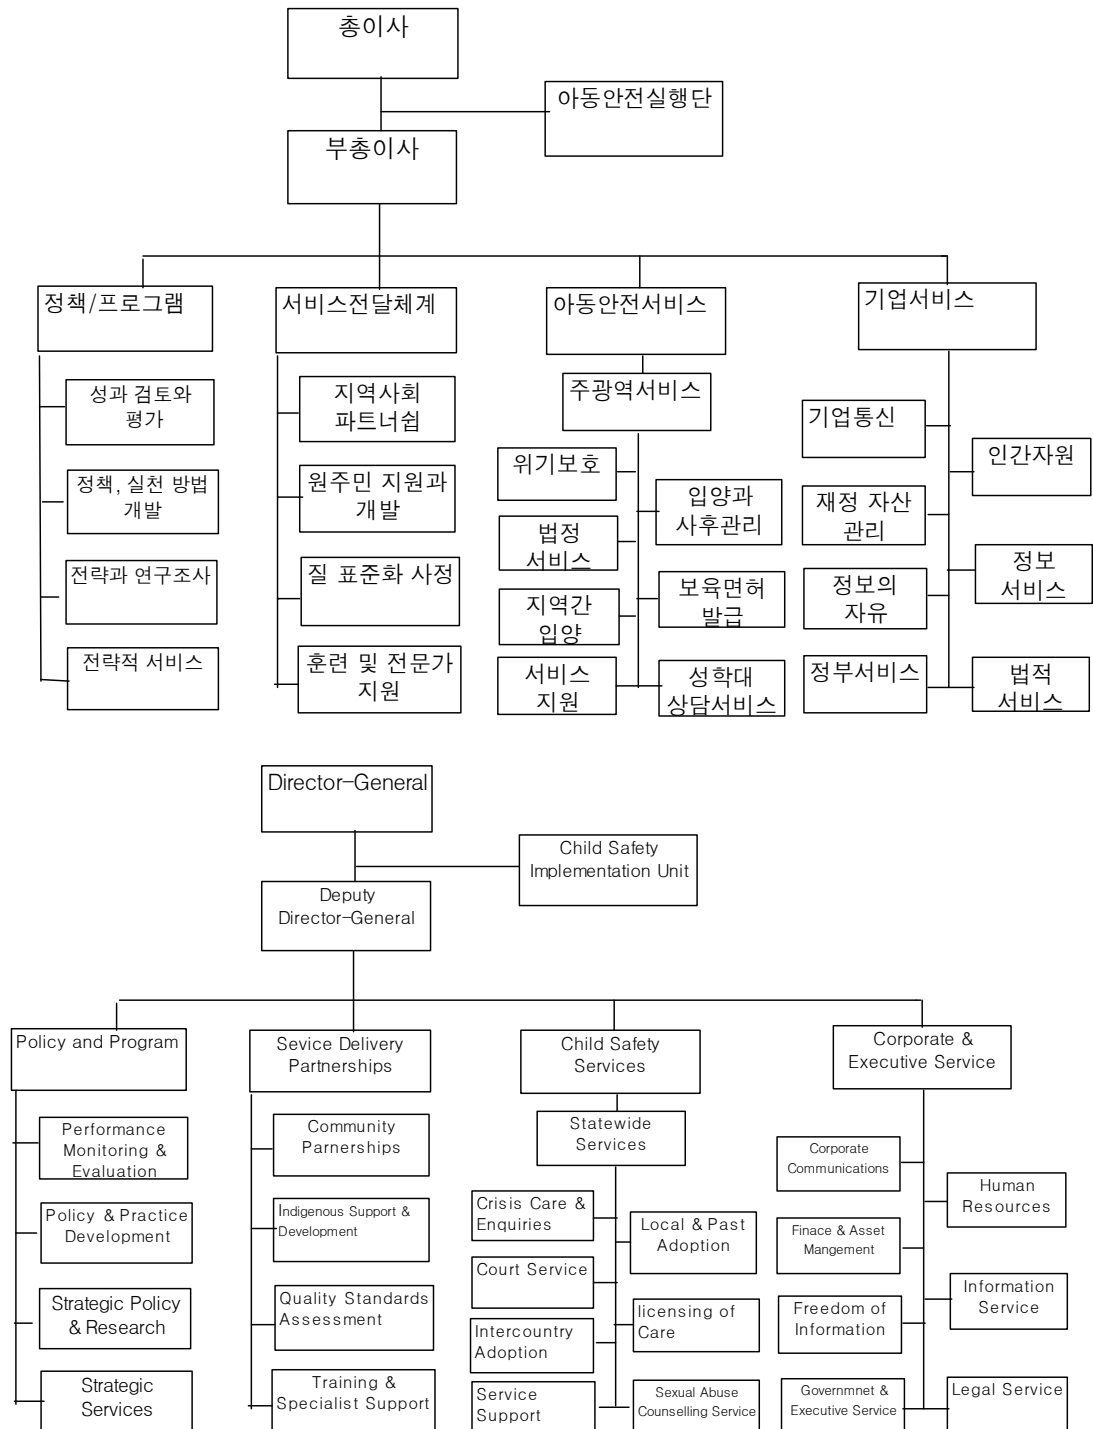 총이사
아동안전실행단
부총이사
정책/프로그램
성과 검토와
평가
정책, 실천 방법
개발
전략과 연구조사
전략적 서비스
서비스전달체계
지역사회
파트너쉽
원주민 지원과
개발
질 표준화 사정
훈련 및 전문가
지원
아동안전서비스
주광역서비스
위기보호
입양과
사후관리
법정
서비스
보육면허
발급
지역간
입양
서비스
지원
성학대
상담서비스
기업서비스
기업통신
인간자원
재정 자산
관리
정보
서비스
정보의
자유
정부서비스
법적
서비스
Director-General
Child Safety
Implementation Unit
Deputy
Director-General
Policy and Program
Performance
Monitoring &
Evaluation
Policy & Practice
Development
Strategic Policy
& Research
Strategic
Services
Sevice Delivery
Partnerships
Community
Parnerships
Indigenous Support &
Development
Quality Standards
Assessment
Training &
Specialist Support
Child Safety
Services
Statewide
Services
Crisis Care &
Enquiries
Local & Past
Adoption
Court Service
licensing of
Care
Intercountry
Adoption
Service
Support
Sexual Abuse
Counselling Service
Corporate &
Executive Service
Corporate
Communications
Human
Resources
Finace & Asset
Mangement
Information
Service
Freedom of
Information
Governmnet &
Executive Service
Legal Service